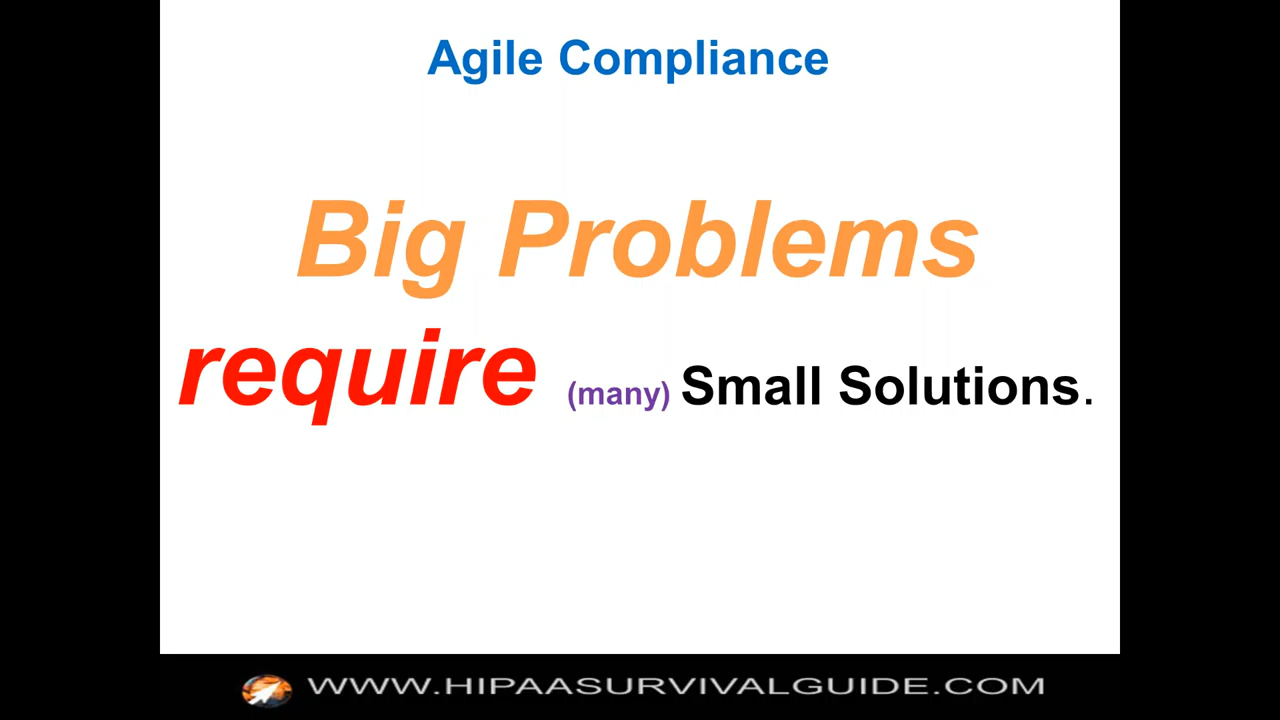 Agile Compliance
Big Problems
require (many) Small Solutions.
WWW.HIPAASURVIVALGUIDE.COM